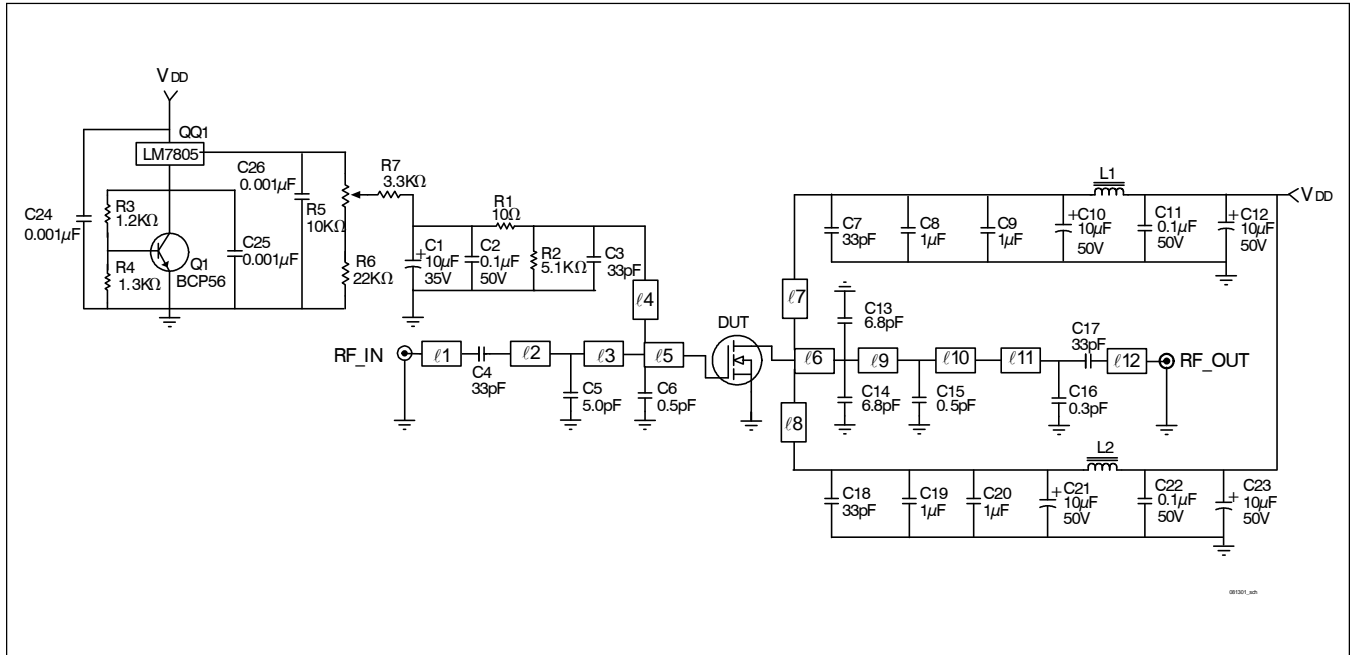 VDD
QQ1
LM7805
C24
0.001µF
R3
1.2KΩ
R4
1.3KΩ
Q1
BCP56
C25
0.001µF
C26
0.001µF
R5
10KΩ
R6
22KΩ
R7
3.3KΩ
C1
+
10µF
35V
C2
0.1µF
50V
R1
10Ω
R2
5.1KΩ
C3
33pF
ℓ4
RF_IN
ℓ1
C4
33pF
ℓ2
C5
5.0pF
ℓ3
ℓ5
C6
0.5pF
DUT
L1
VDD
C7
33pF
C8
1µF
C9
1µF
+C10
10µF
50V
C11
0.1µF
50V
+C12
10µF
50V
ℓ7
C13
6.8pF
ℓ6
ℓ9
ℓ10
ℓ11
C17
33pF
ℓ12
RF_OUT
C14
6.8pF
C15
0.5pF
C16
0.3pF
ℓ8
L2
C18
33pF
C19
1µF
C20
1µF
+C21
10µF
50V
C22
0.1µF
50V
+
C23
10µF
50V